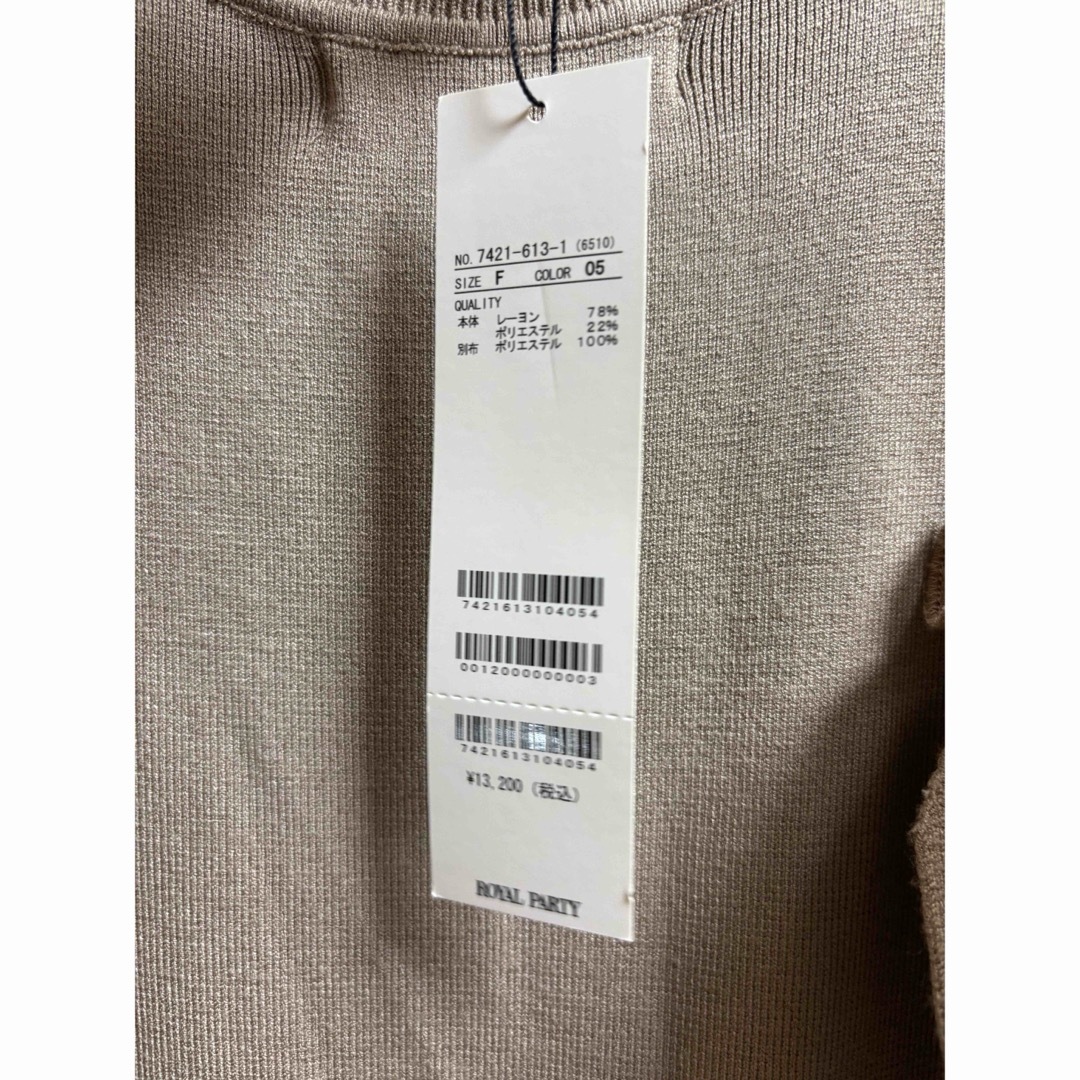 NO. 7421-613-1 (6510)
SIZE F COLOR 05
QUALITY
本体 レーヨン 78%
ポリエステル 22%
別布 ポリエステル 100%
7421613104054
0012000000003
7421613104054
¥13,200 (税込)
ROYAL PARTY